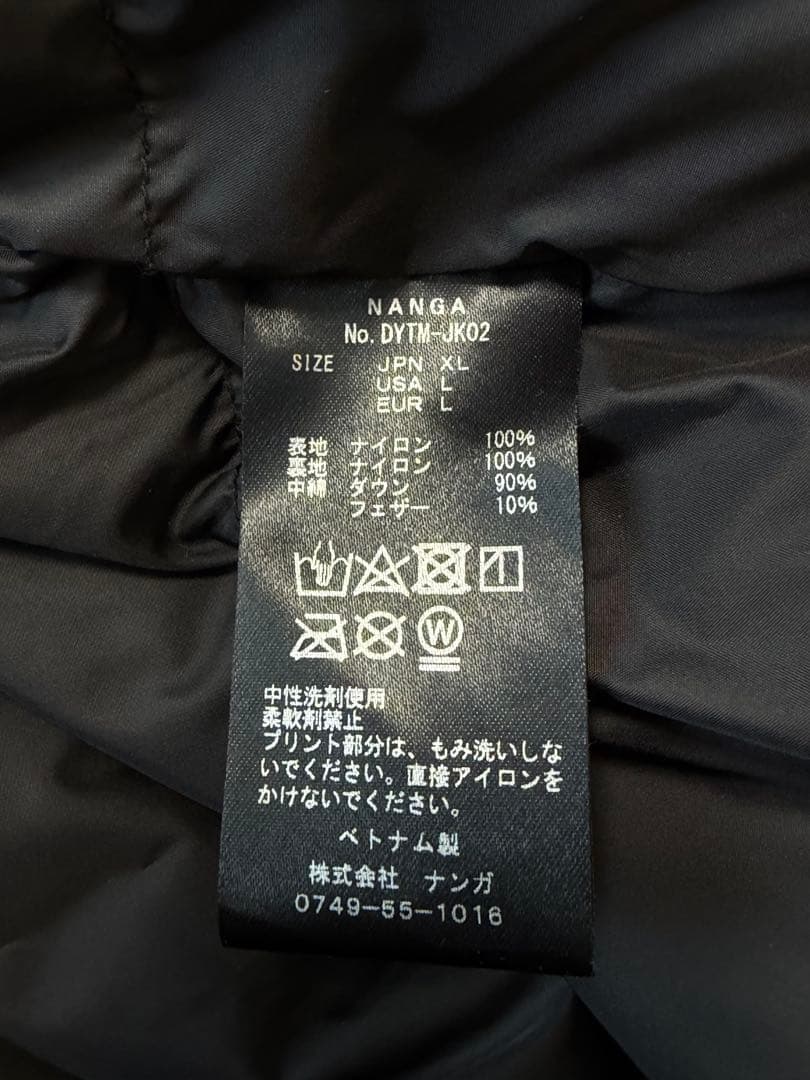 NANGA
No.DYTM-JK02
SIZE JPN XL
USA L
EUR L
表地 ナイロン 100%
裏地 ナイロン 100%
中綿 ダウン 90%
フェザー 10%
W
中性洗剤使用
柔軟剤禁止
プリント部分は、もみ洗いしな
いでください。直接アイロンを
かけないでください。
ベトナム製
株式会社 ナンガ
0749-55-1016